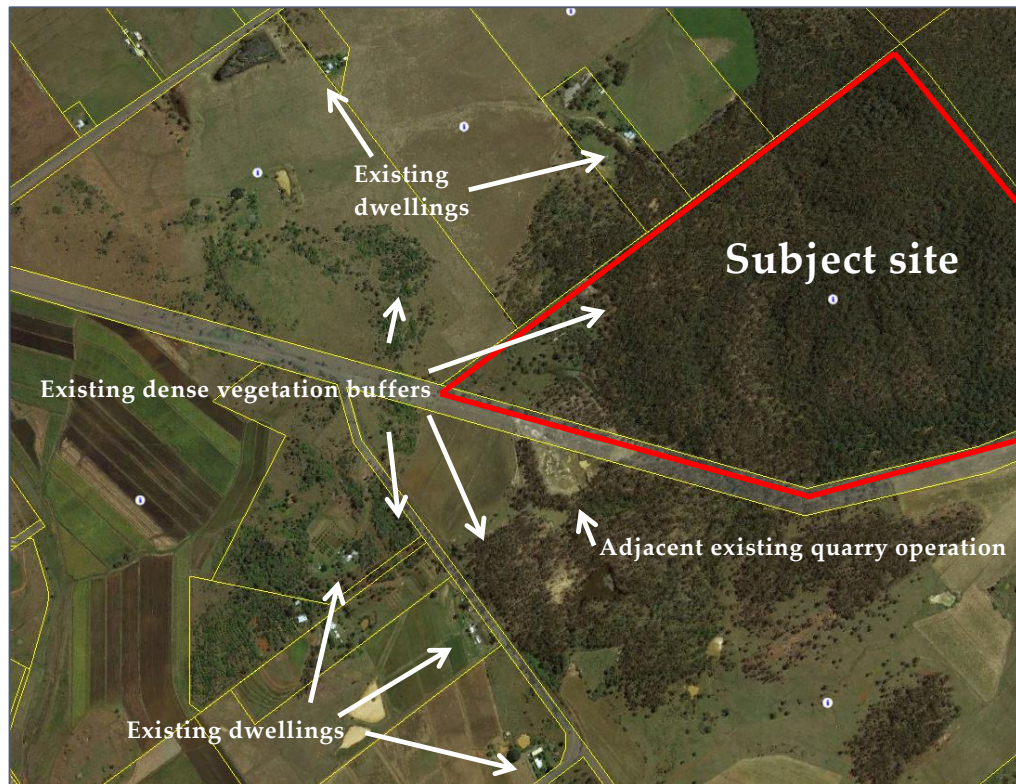 Existing
dwellings
Subject site
Existing dense vegetation buffers
Adjacent existing quarry operation
Existing dwellings